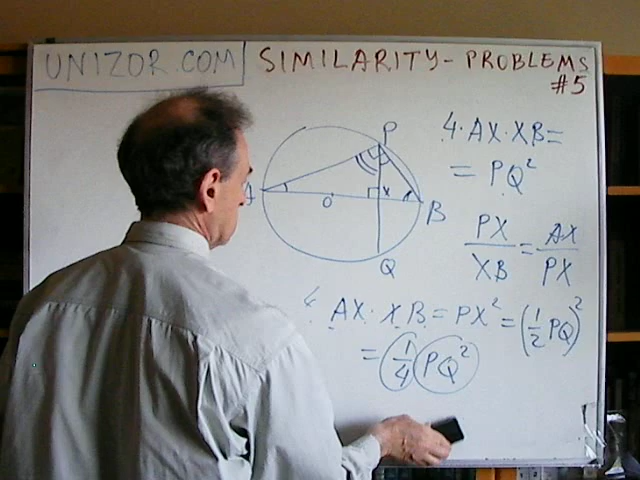 UNIZOR.COM SIMILARITY - PROBLEMS
#5
P
4·AX·XB=
= PQ²
A O X B
PX/XB = AX/PX
Q
4 AX·XB = PX² = (1/2 PQ)²
= 1/4 PQ²